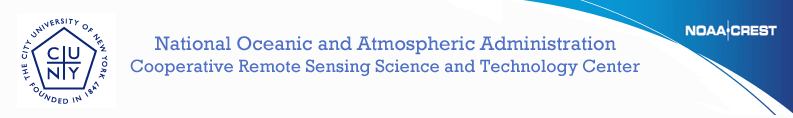 THE CITY UNIVERSITY OF NEW YORK
CU
NY
FOUNDED IN 1847
National Oceanic and Atmospheric Administration
Cooperative Remote Sensing Science and Technology Center
NOAA CREST